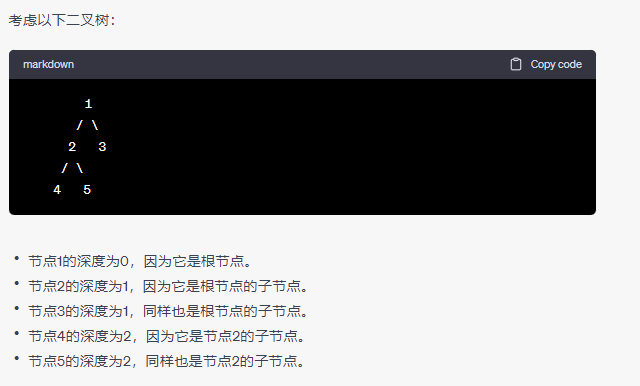 考虑以下二叉树：
markdown
Copy code
1
/ \
2   3
/ \
4   5
节点1的深度为0，因为它是根节点。
节点2的深度为1，因为它是根节点的子节点。
节点3的深度为1，同样也是根节点的子节点。
节点4的深度为2，因为它是节点2的子节点。
节点5的深度为2，同样也是节点2的子节点。